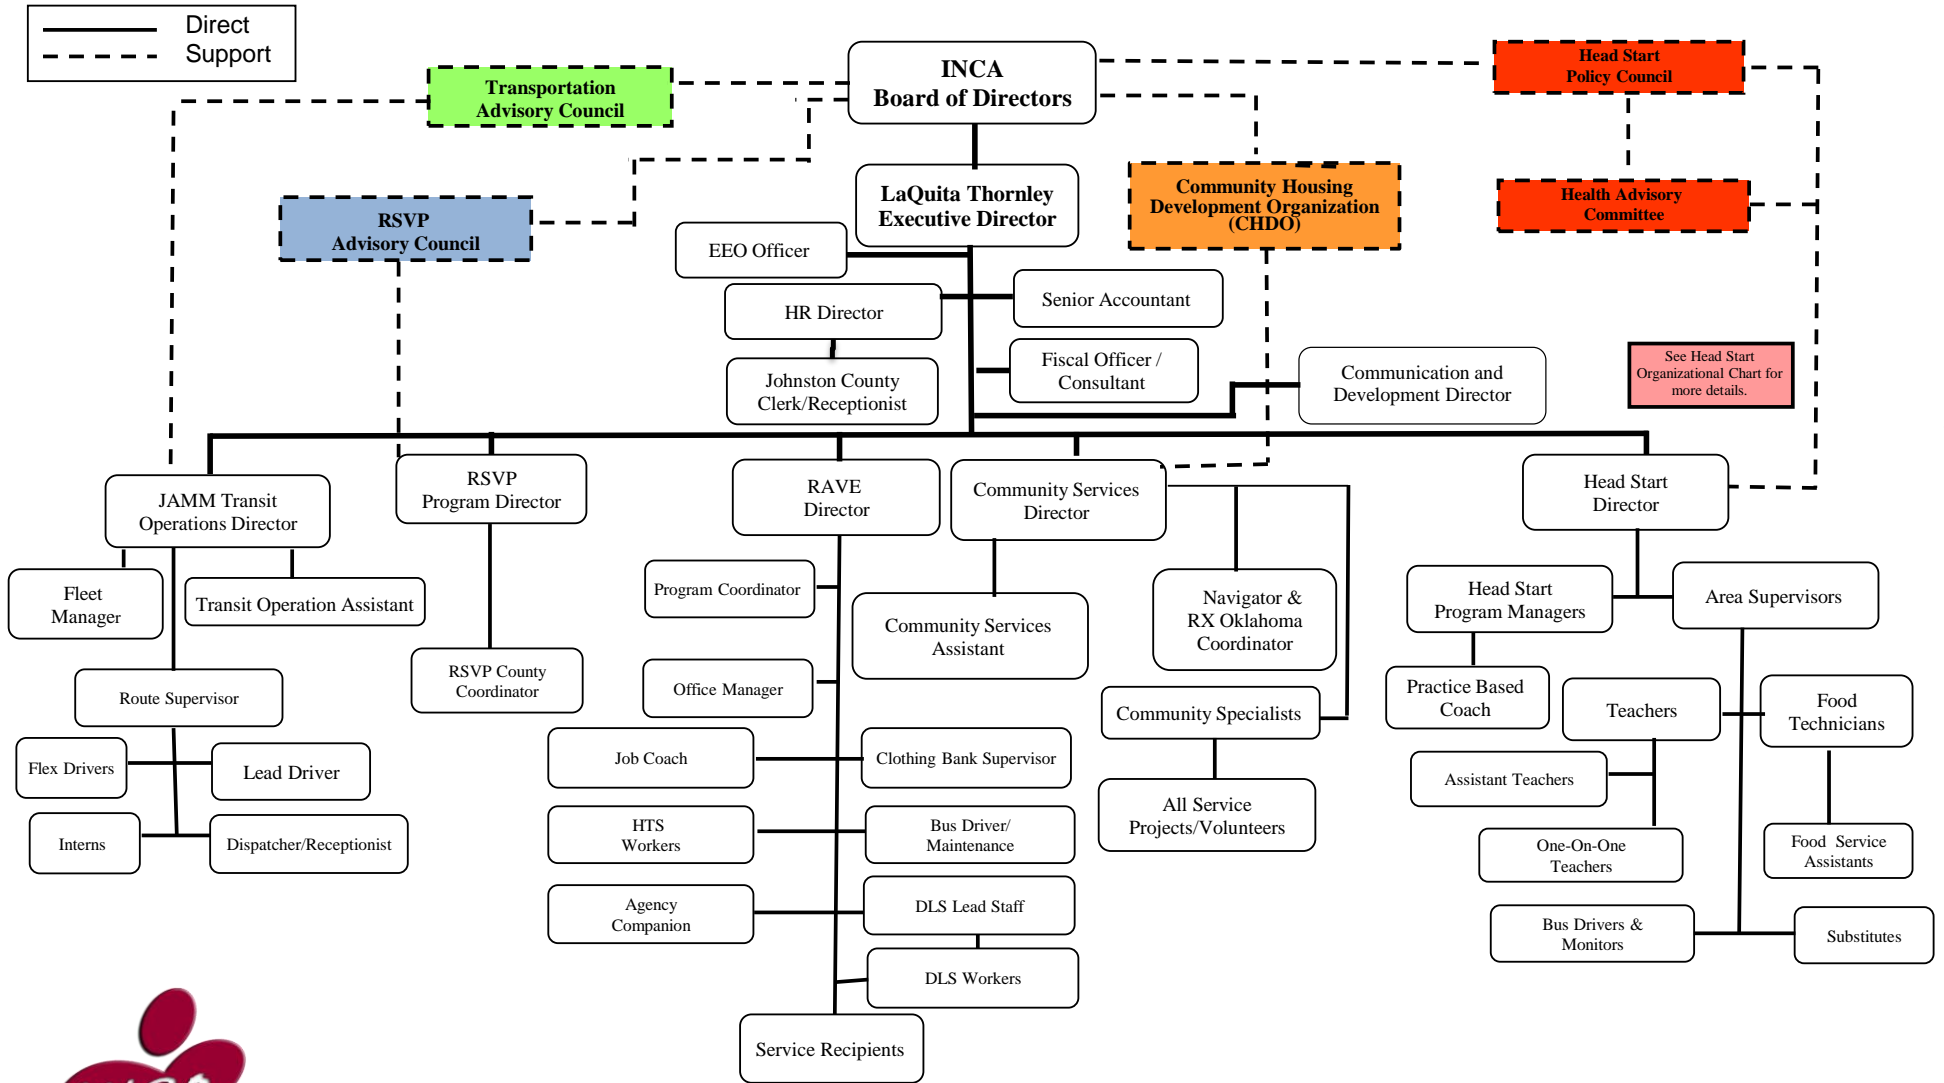 Direct
Support
INCA
Board of Directors
Transportation
Advisory Council
Head Start
Policy Council
LaQuita Thornley
Executive Director
Community Housing
Development Organization
(CHDO)
Health Advisory
Committee
RSVP
Advisory Council
EEO Officer
HR Director
Senior Accountant
Johnston County
Clerk/Receptionist
Fiscal Officer /
Consultant
Communication and
Development Director
See Head Start
Organizational Chart for
more details.
JAMM Transit
Operations Director
RSVP
Program Director
RAVE
Director
Community Services
Director
Head Start
Director
Fleet
Manager
Transit Operation Assistant
Program Coordinator
Community Services
Assistant
Navigator &
RX Oklahoma
Coordinator
Head Start
Program Managers
Area Supervisors
Route Supervisor
RSVP County
Coordinator
Office Manager
Community Specialists
Practice Based
Coach
Teachers
Food
Technicians
Flex Drivers
Lead Driver
Job Coach
Clothing Bank Supervisor
All Service
Projects/Volunteers
Assistant Teachers
Interns
Dispatcher/Receptionist
HTS
Workers
Bus Driver/
Maintenance
One-On-One
Teachers
Food Service
Assistants
Agency
Companion
DLS Lead Staff
Bus Drivers &
Monitors
Substitutes
DLS Workers
Service Recipients